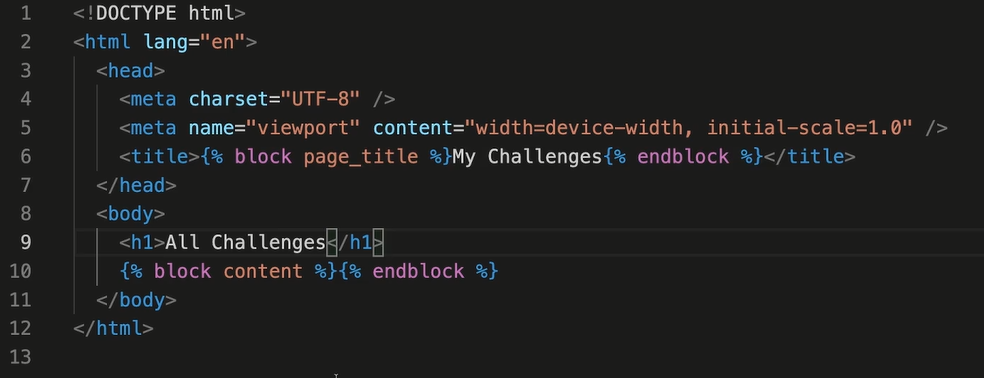 1 <!DOCTYPE html>
2 <html lang="en">
3 <head>
4 <meta charset="UTF-8" />
5 <meta name="viewport" content="width=device-width, initial-scale=1.0" />
6 <title>{% block page_title %}My Challenges{% endblock %}</title>
7 </head>
8 <body>
9 <h1>All Challenges</h1>
10 {% block content %}{% endblock %}
11 </body>
12 </html>
13